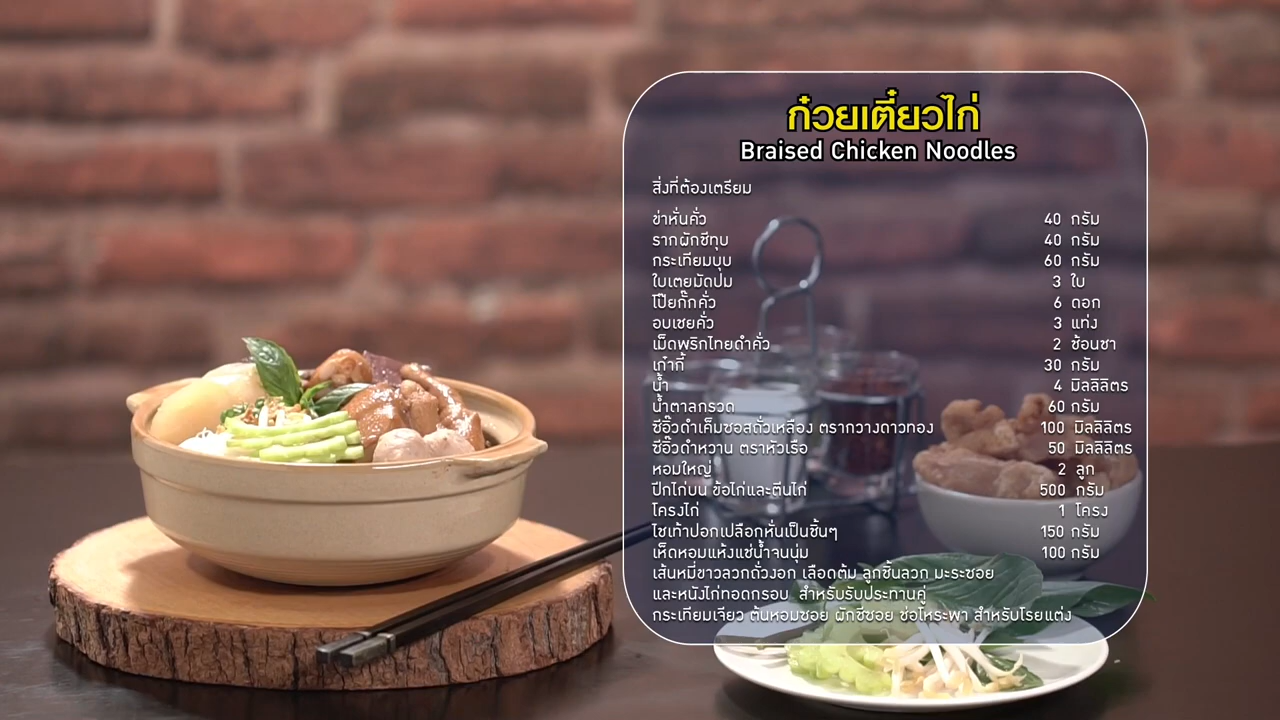 ก๋วยเตี๋ยวไก่
Braised Chicken Noodles
สิ่งที่ต้องเตรียม
ข่าหั่นคั่ว 40 กรัม
รากผักชีทุบ 40 กรัม
กระเทียมบุบ 60 กรัม
ใบเตยมัดปม 3 ใบ
โป๊ยกั๊กคั่ว 6 ดอก
อบเชยคั่ว 3 แท่ง
เม็ดพริกไทยดำคั่ว 2 ช้อนชา
เก๋ากี้ 30 กรัม
น้ำ 4 มิลลิลิตร
น้ำตาลกรวด 60 กรัม
ซีอิ๊วดำเค็มซอสถั่วเหลือง ตรากวางดาวทอง 100 มิลลิลิตร
ซีอิ๊วดำหวาน ตราหัวเรือ 50 มิลลิลิตร
หอมใหญ่ 2 ลูก
ปีกไก่บน ข้อไก่และตีนไก่ 500 กรัม
โครงไก่ 1 โครง
ไชเท้าปอกเปลือกหั่นเป็นชิ้นๆ 150 กรัม
เห็ดหอมแห้งแช่น้ำจนนุ่ม 100 กรัม
เส้นหมี่ขาวลวกถั่วงอก เลือดต้ม ลูกชิ้นลวก มะระซอย
และหนังไก่ทอดกรอบ สำหรับรับประทานคู่
กระเทียมเจียว ต้นหอมซอย ผักชีซอย ช่อโหระพา สำหรับโรยแต่ง